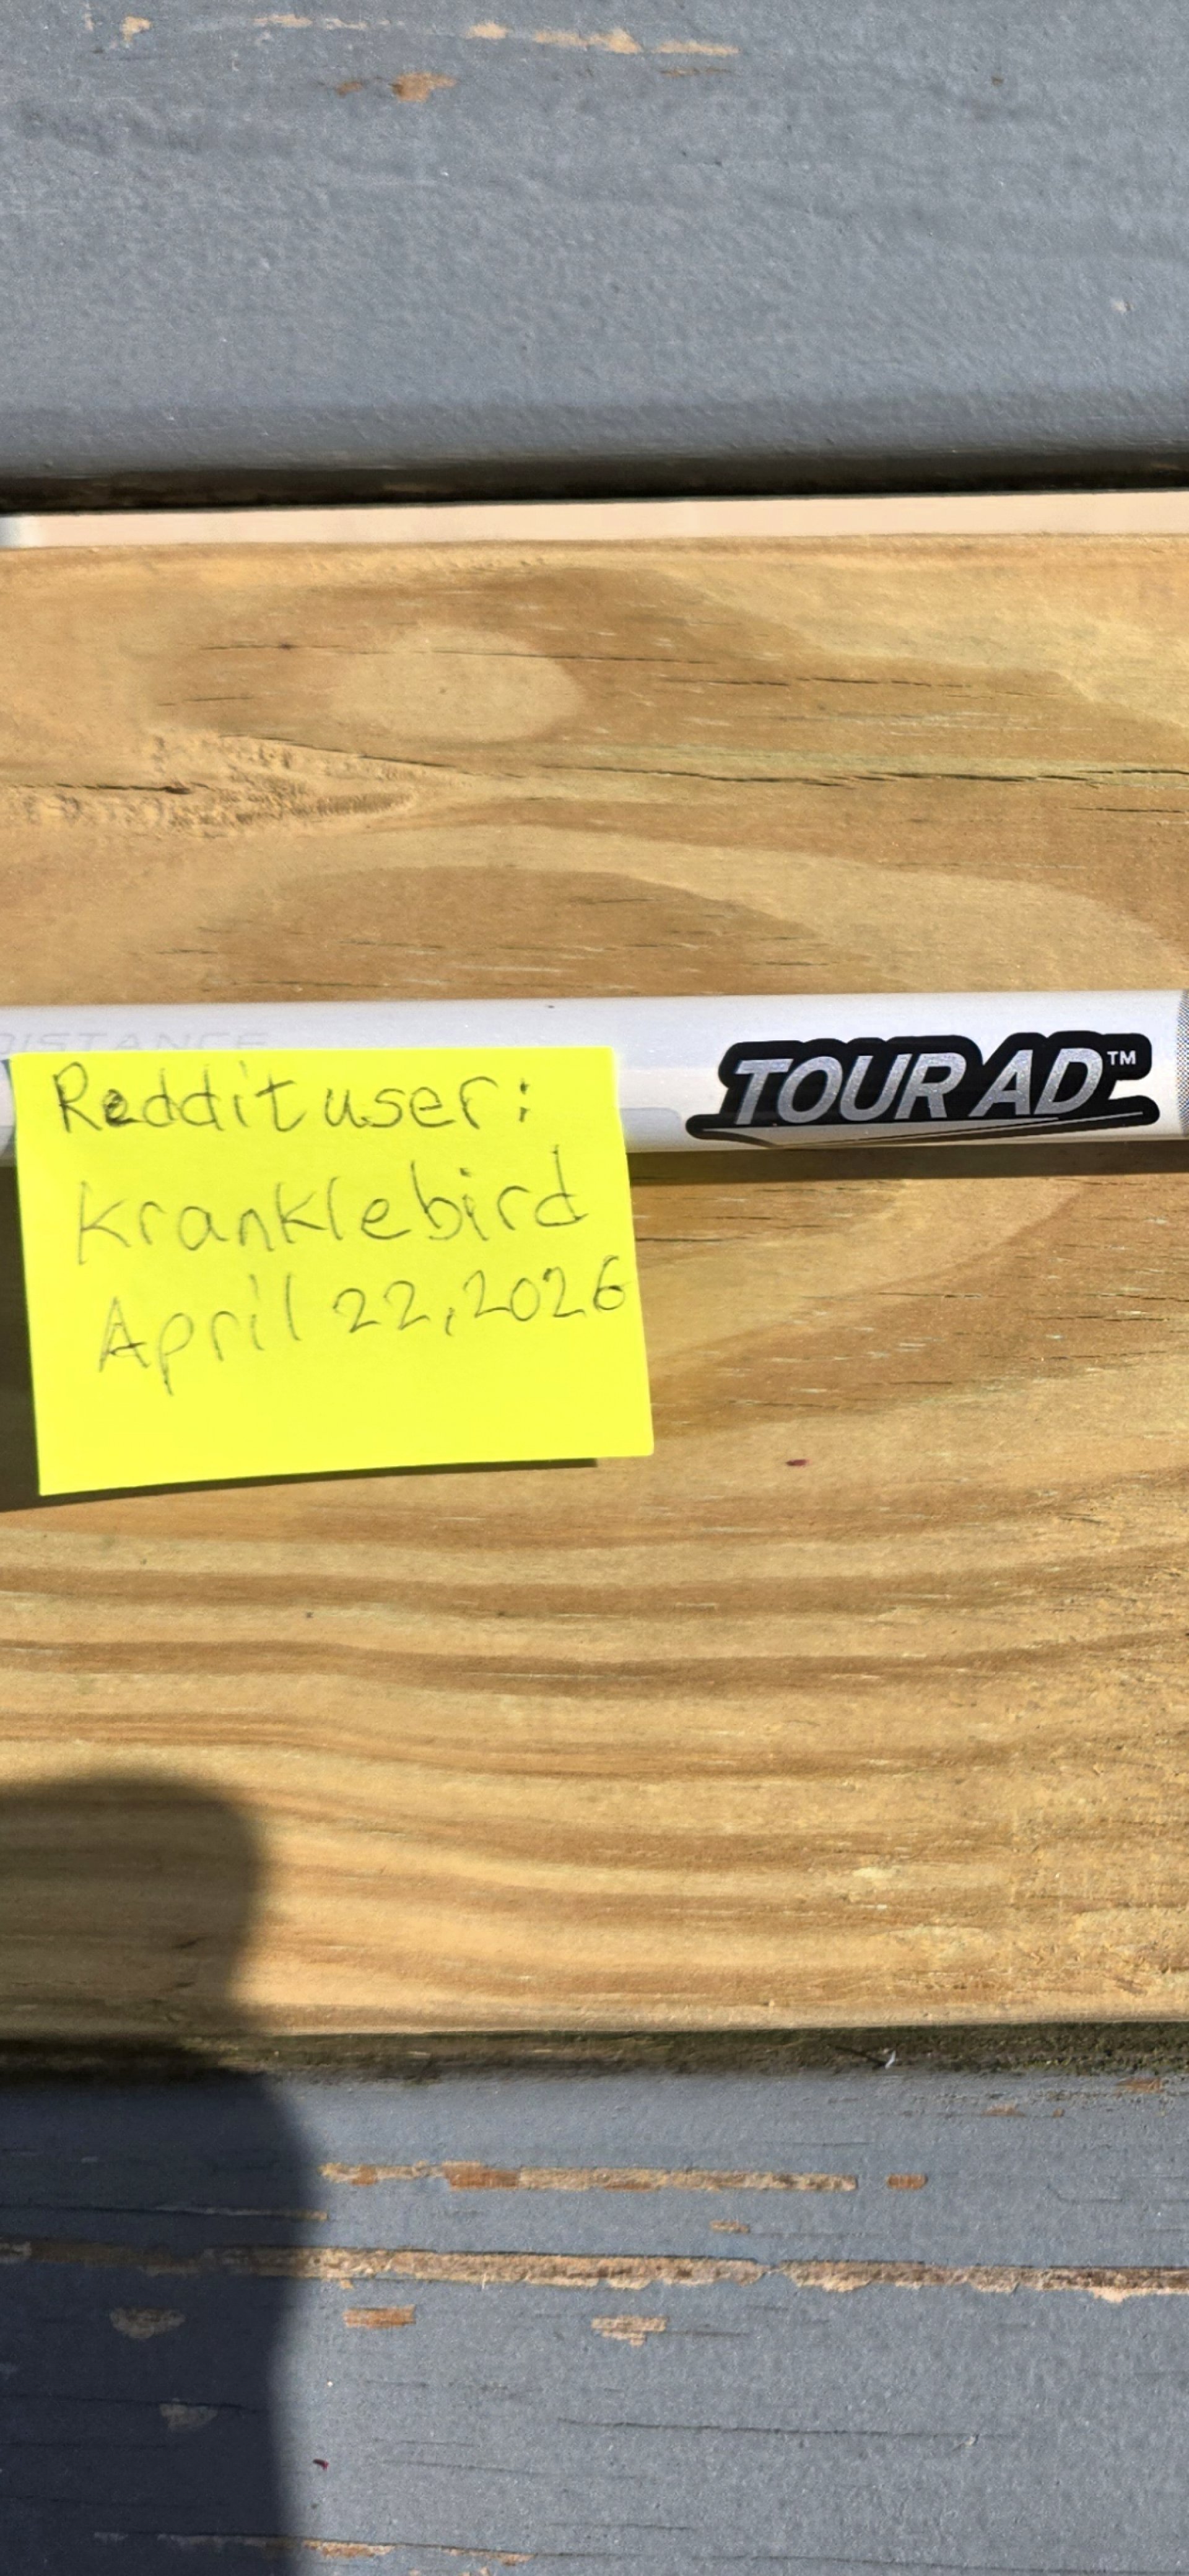 DISTANCE
TOUR AD™
Reddit user:
kranklebird
April 22, 2026